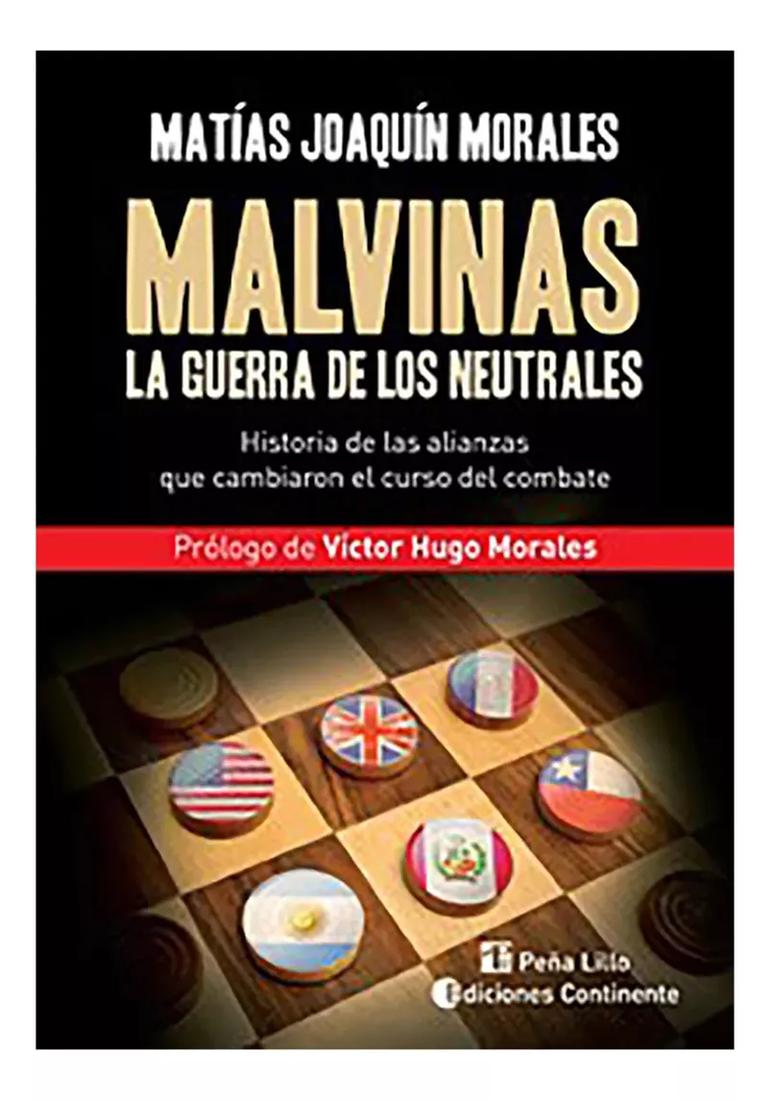 MATÍAS JOAQUÍN MORALES
MALVINAS
LA GUERRA DE LOS NEUTRALES
Historia de las alianzas
que cambiaron el curso del combate
Prólogo de Víctor Hugo Morales
Peña Lillo
Ediciones Continente